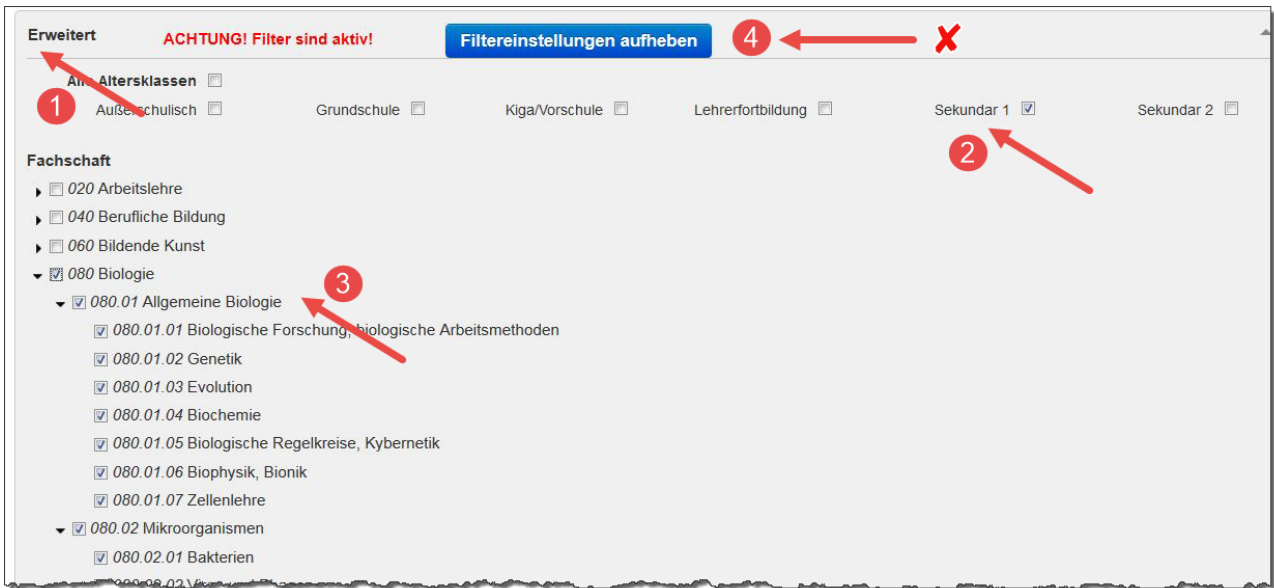 Erweitert ACHTUNG! Filter sind aktiv! Filtereinstellungen aufheben 4
Alle Altersklassen
1 Außerschulisch Grundschule Kiga/Vorschule Lehrerfortbildung Sekundar 1 Sekundar 2
2
Fachschaft
020 Arbeitslehre
040 Berufliche Bildung
060 Bildende Kunst
080 Biologie
3
080.01 Allgemeine Biologie
080.01.01 Biologische Forschung, biologische Arbeitsmethoden
080.01.02 Genetik
080.01.03 Evolution
080.01.04 Biochemie
080.01.05 Biologische Regelkreise, Kybernetik
080.01.06 Biophysik, Bionik
080.01.07 Zellenlehre
080.02 Mikroorganismen
080.02.01 Bakterien